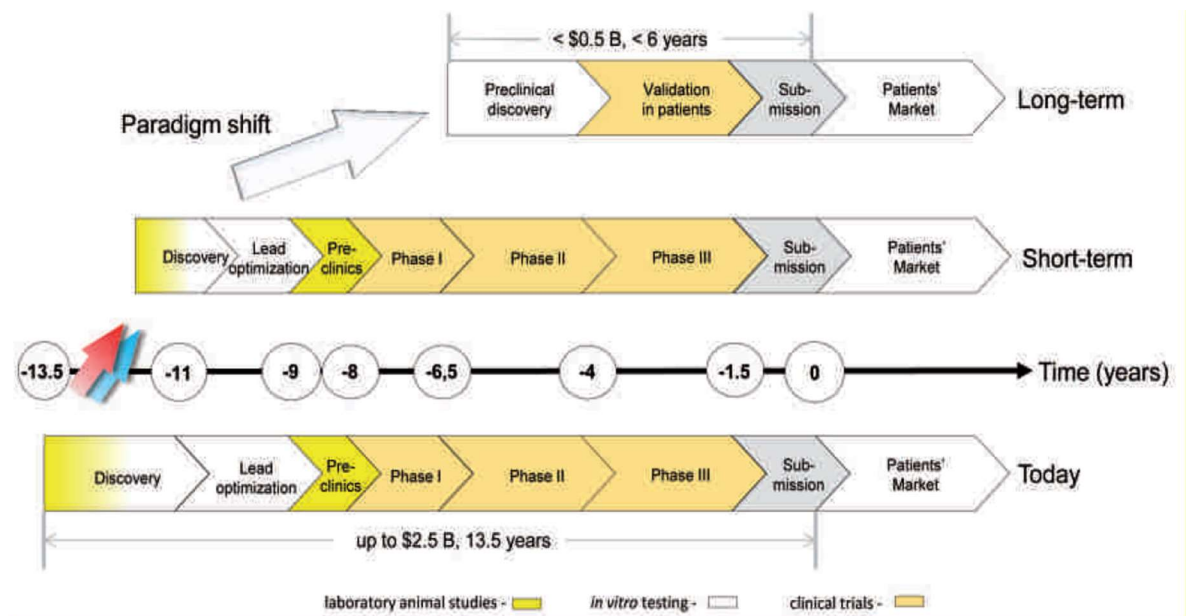 < $0.5 B, < 6 years
Preclinical
discovery
Validation
in patients
Sub-
mission
Patients'
Market
Long-term
Paradigm shift
Discovery
Lead
optimization
Pre-
clinics
Phase I
Phase II
Phase III
Sub-
mission
Patients'
Market
Short-term
-13.5
-11
-9
-8
-6,5
-4
-1.5
0
Time (years)
Discovery
Lead
optimization
Pre-
clinics
Phase I
Phase II
Phase III
Sub-
mission
Patients'
Market
Today
up to $2.5 B, 13.5 years
laboratory animal studies -
in vitro testing -
clinical trials -